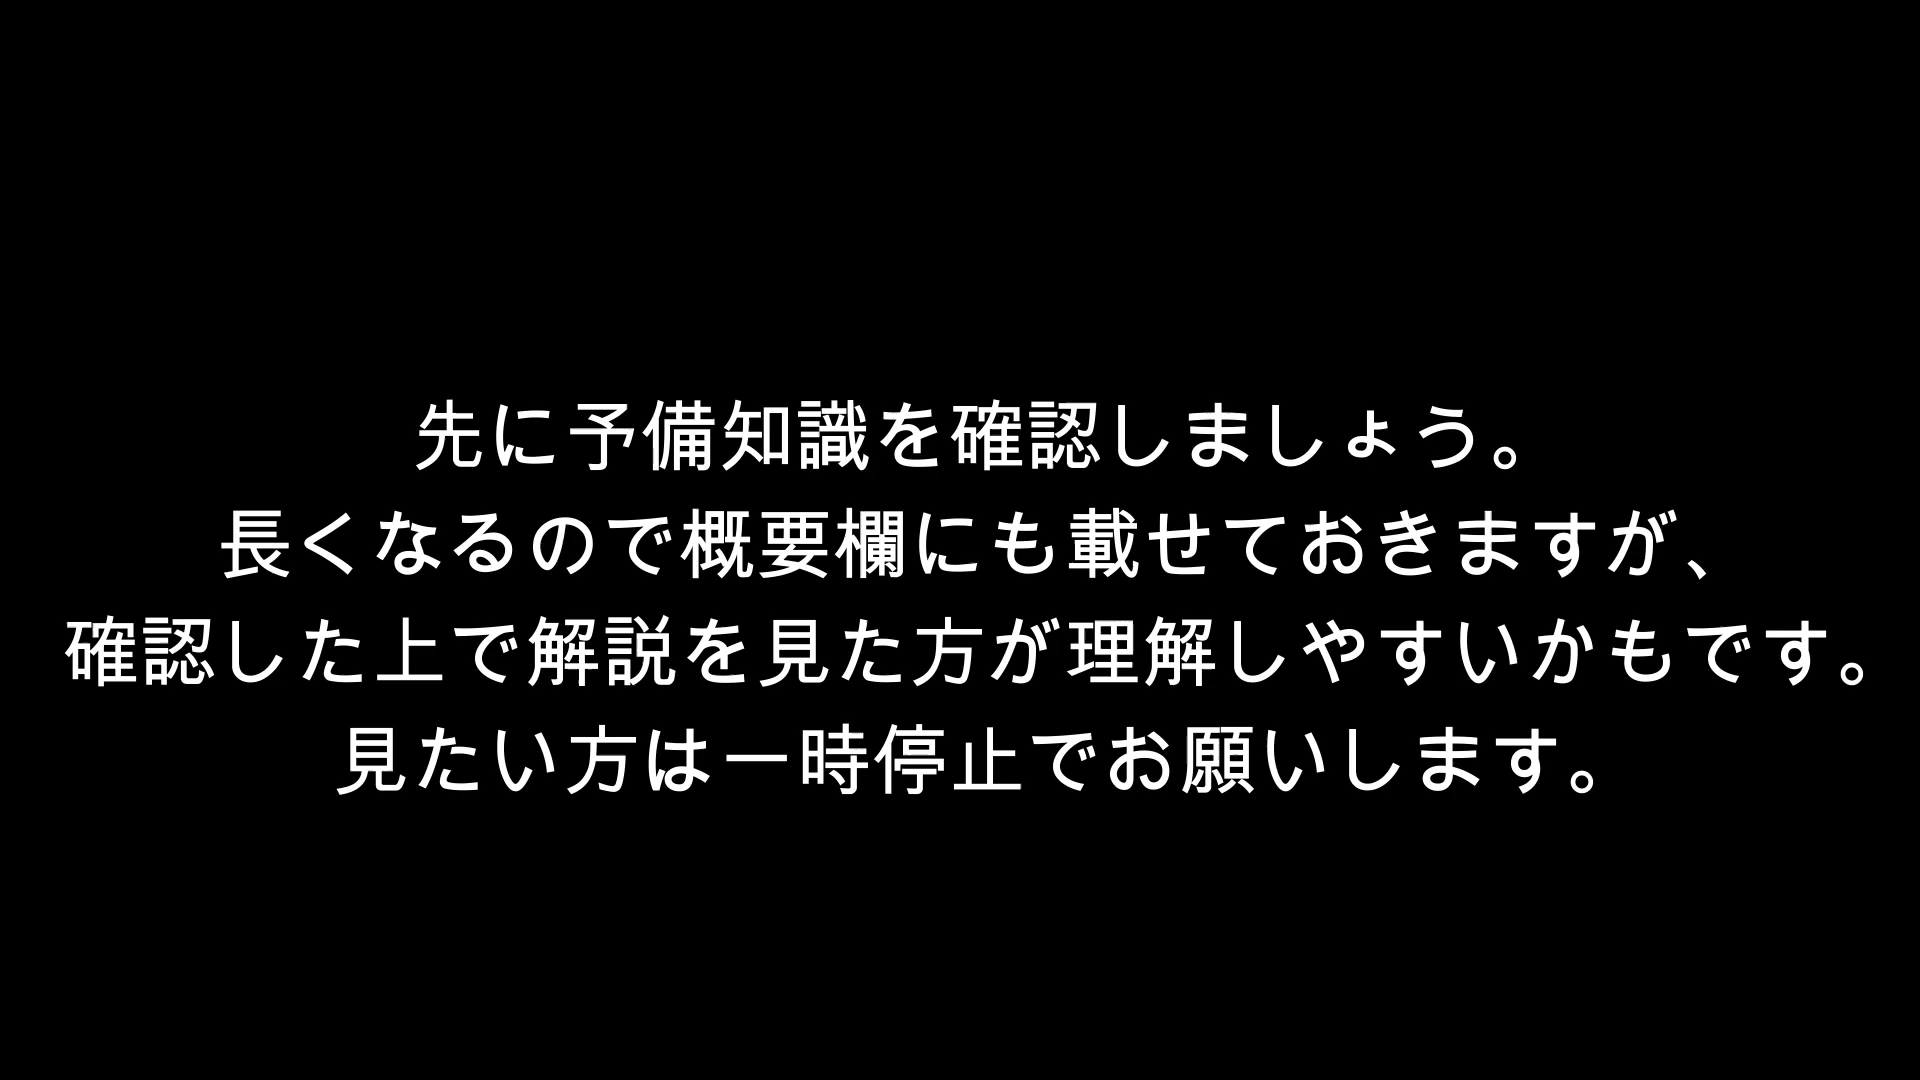 先に予備知識を確認しましょう。
長くなるので概要欄にも載せておきますが、
確認した上で解説を見た方が理解しやすいかもです。
見たい方は一時停止でお願いします。